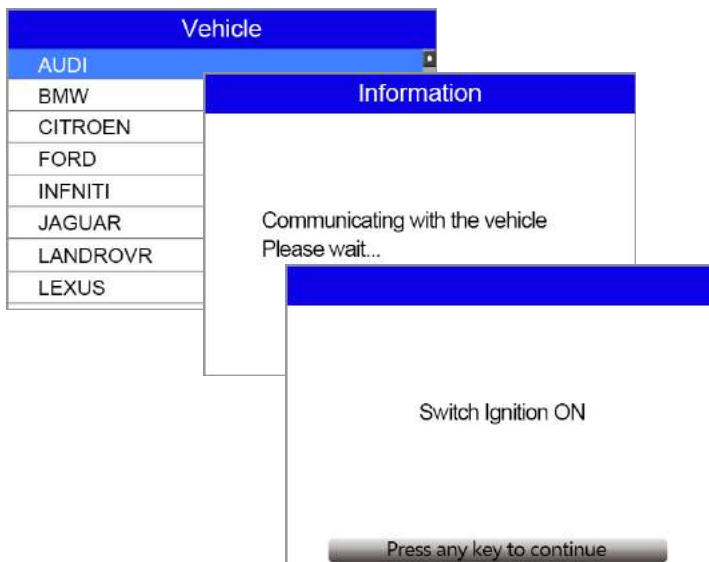 Vehicle
AUDI
BMW
CITROEN
FORD
INFNITI
JAGUAR
LANDROVR
LEXUS
Information
Communicating with the vehicle
Please wait...
Switch Ignition ON
Press any key to continue